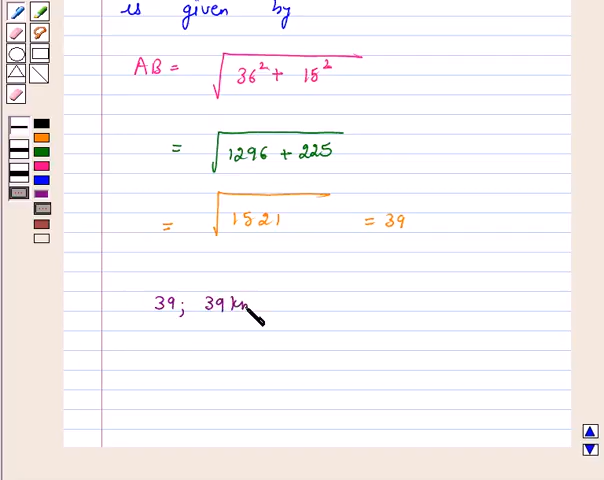 is given by
AB = √(36² + 15²)
= √(1296 + 225)
= √1521 = 39
39; 39 km